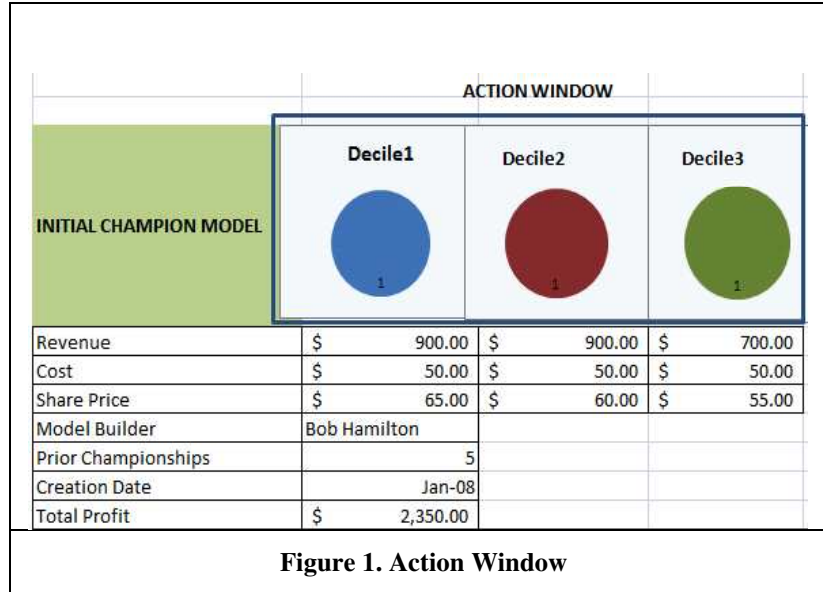 ACTION WINDOW
Decile1 Decile2 Decile3
INITIAL CHAMPION MODEL
1 1 1
Revenue $ 900.00 $ 900.00 $ 700.00
Cost $ 50.00 $ 50.00 $ 50.00
Share Price $ 65.00 $ 60.00 $ 55.00
Model Builder Bob Hamilton
Prior Championships 5
Creation Date Jan-08
Total Profit $ 2,350.00
Figure 1. Action Window